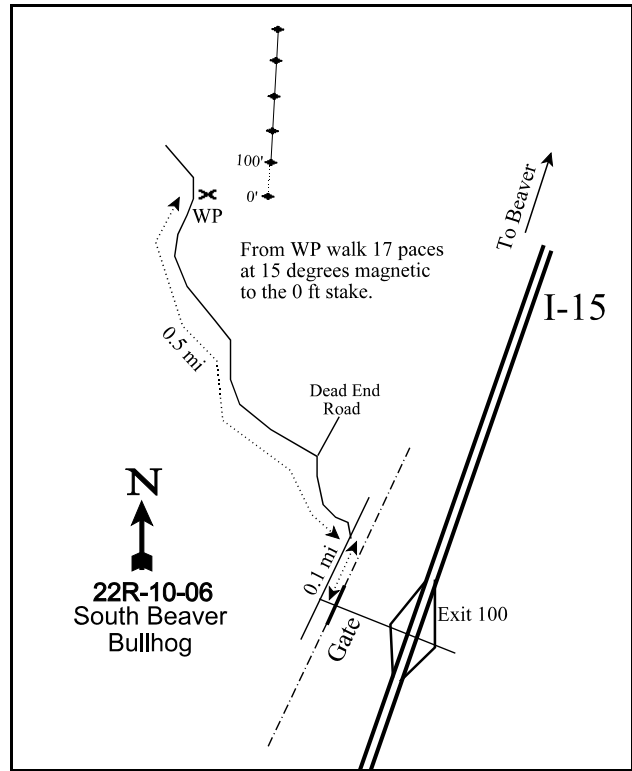 100'
0'
WP
To Beaver
From WP walk 17 paces
at 15 degrees magnetic
to the 0 ft stake.
I-15
0.5 mi
Dead End
Road
N
22R-10-06
South Beaver
Bullhog
0.1 mi
Gate
Exit 100